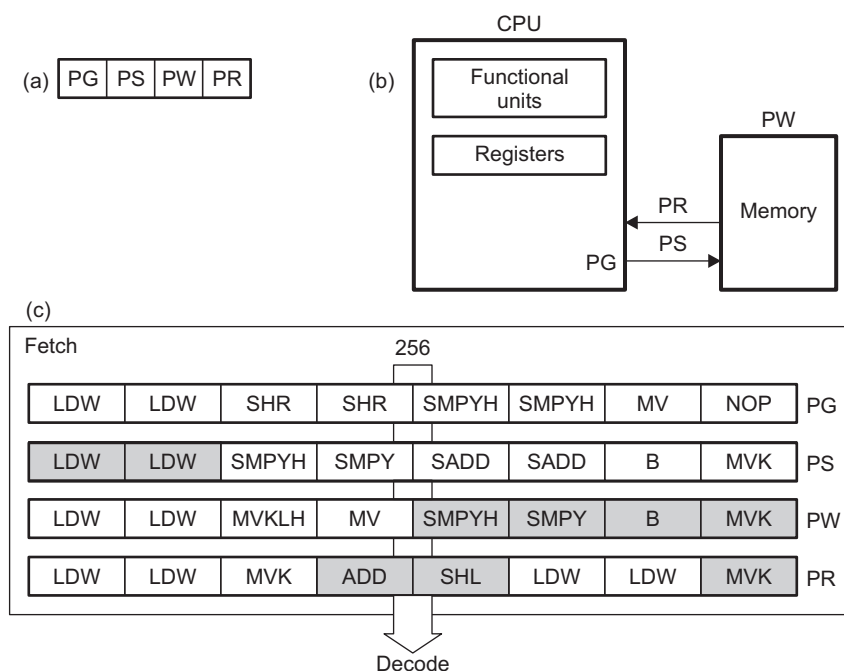 CPU
(a) PG PS PW PR
(b)
Functional
units
Registers
PW
Memory
PR
PS
PG
(c)
Fetch
256
LDW LDW SHR SHR SMPYH SMPYH MV NOP PG
LDW LDW SMPYH SMPY SADD SADD B MVK PS
LDW LDW MVKLH MV SMPYH SMPY B MVK PW
LDW LDW MVK ADD SHL LDW LDW MVK PR
Decode